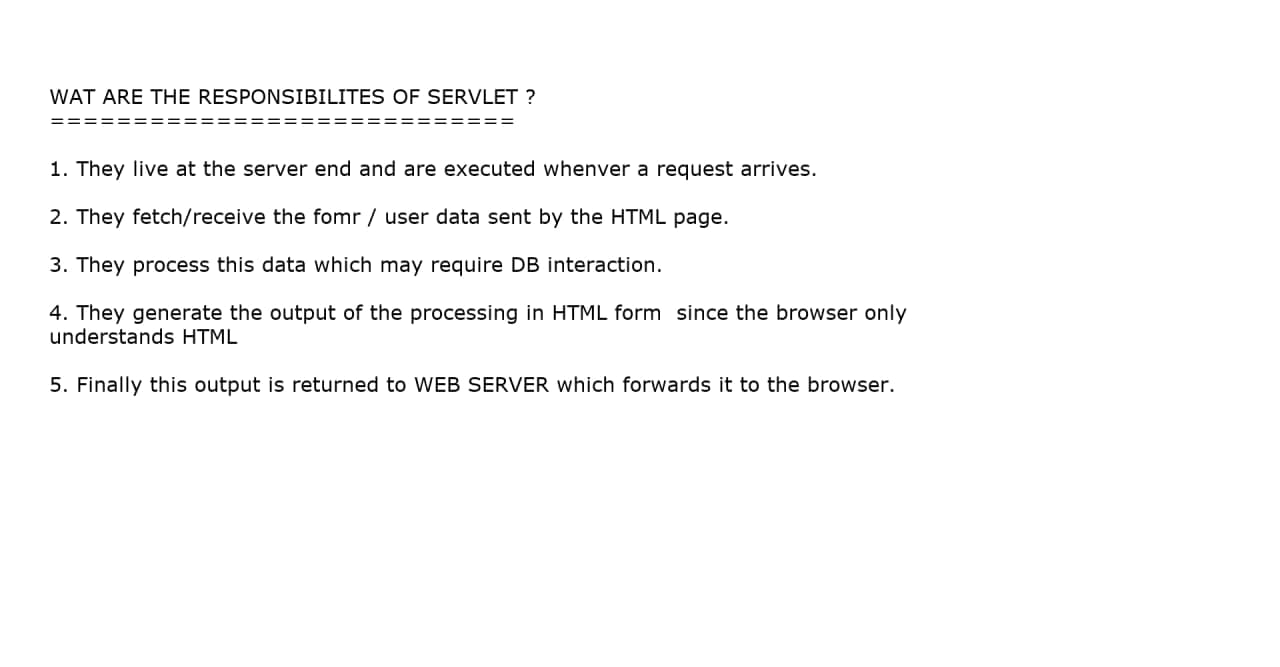 WAT ARE THE RESPONSIBILITES OF SERVLET ?
============================
1. They live at the server end and are executed whenver a request arrives.
2. They fetch/receive the fomr / user data sent by the HTML page.
3. They process this data which may require DB interaction.
4. They generate the output of the processing in HTML form  since the browser only
understands HTML
5. Finally this output is returned to WEB SERVER which forwards it to the browser.